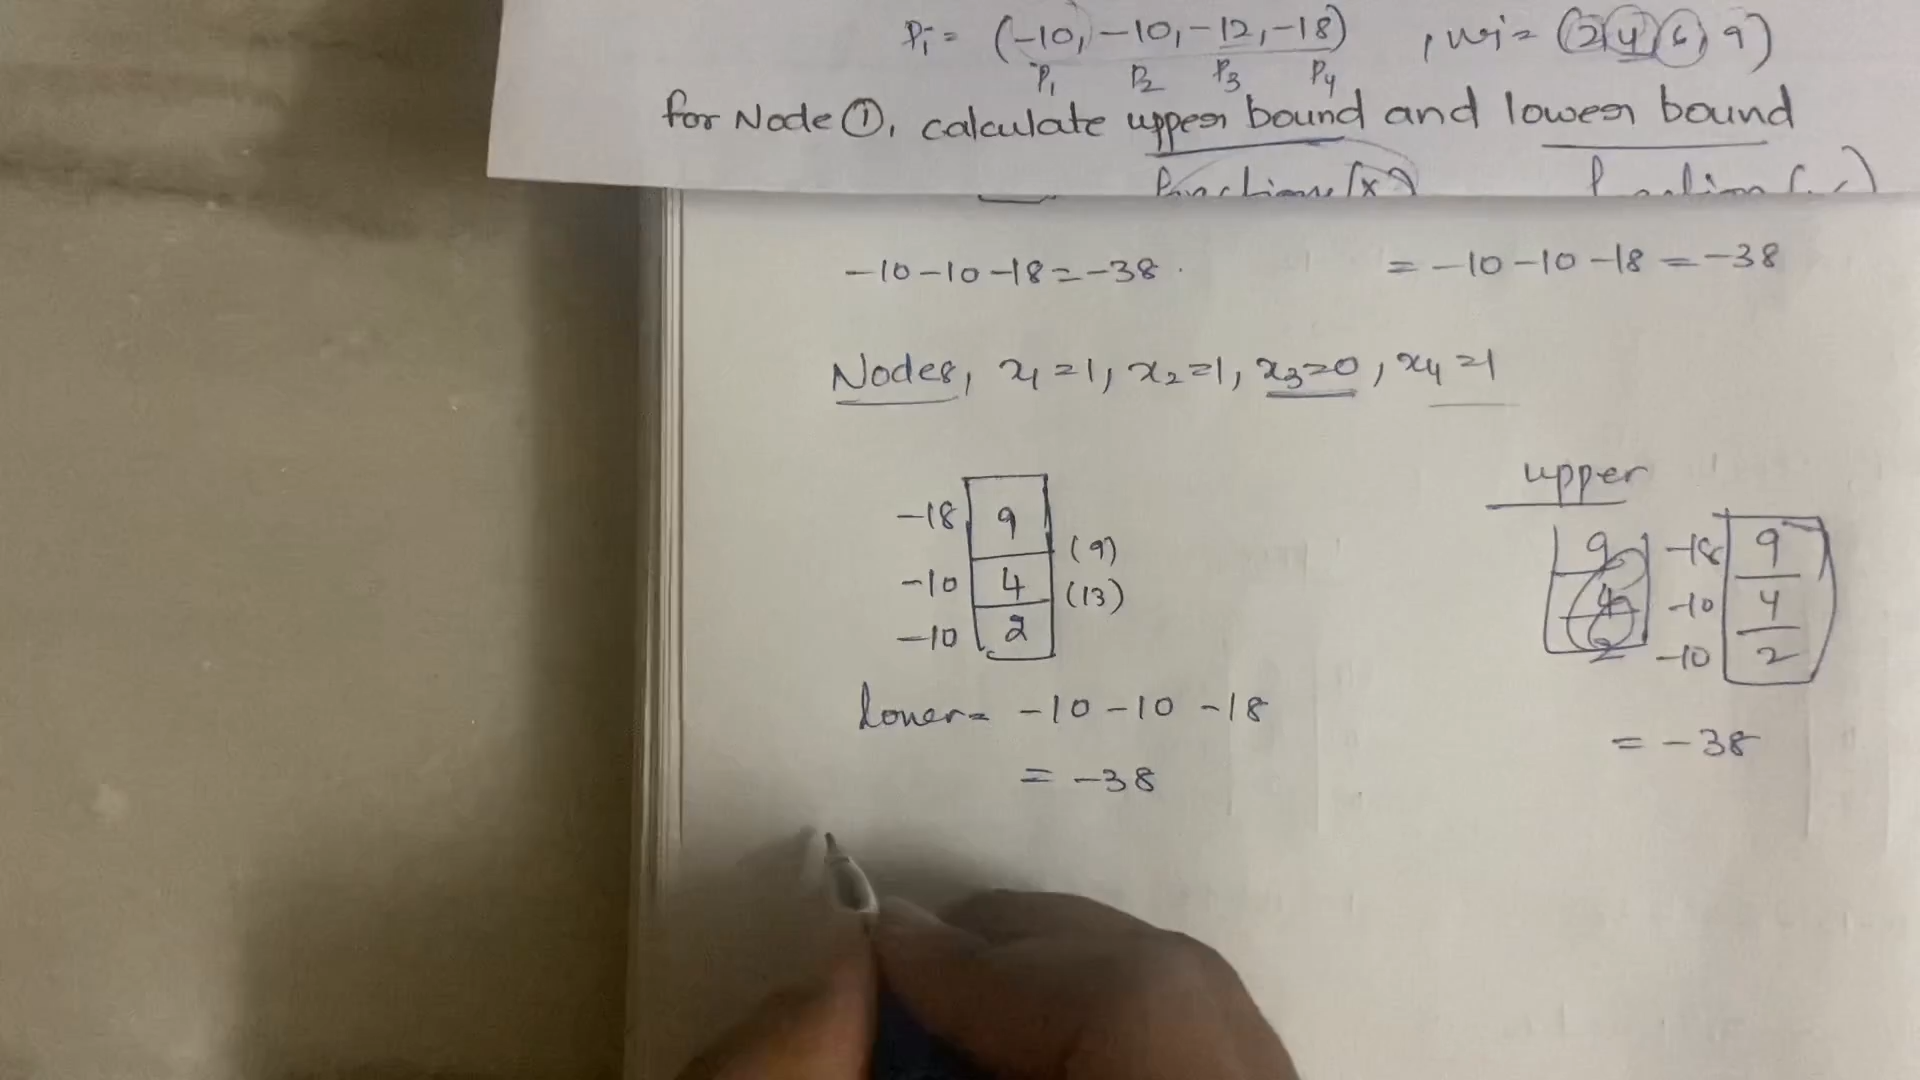 Pi = (-10, -10, -12, -18) , wi = (2, 4, 6, 9)
P1 P2 P3 P4
for Node ①, calculate upper bound and lower bound
-10-10-18=-38. = -10-10-18=-38
Node8, x1=1, x2=1, x3=0, x4=1
upper
-18 9
(9)
-10 4 (13)
-10 2
9
4
2
-18 9
-10 4
-10 2
lower= -10-10-18
= -38
= -38